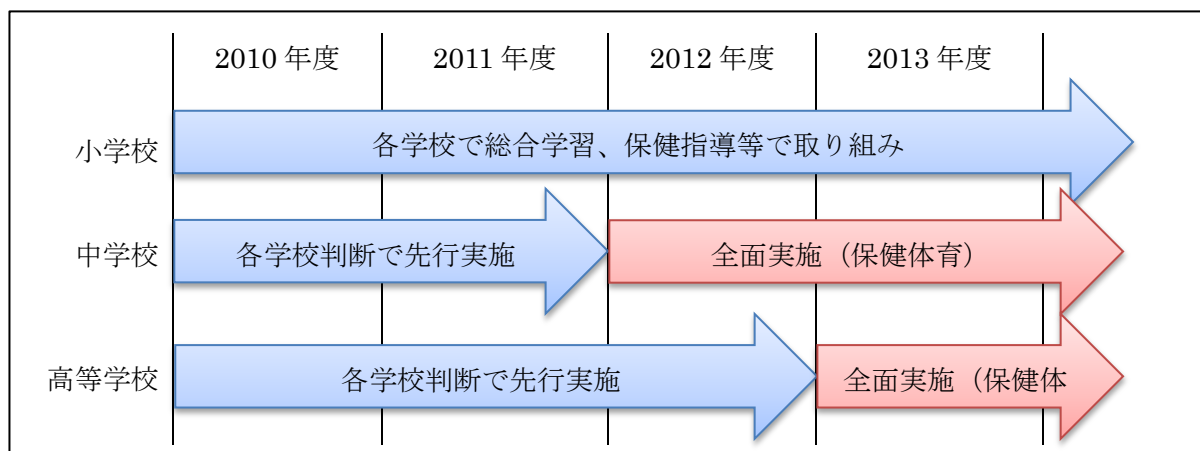 2010 年度 2011 年度 2012 年度 2013 年度
小学校 各学校で総合学習、保健指導等で取り組み
中学校 各学校判断で先行実施 全面実施（保健体育）
高等学校 各学校判断で先行実施 全面実施（保健体